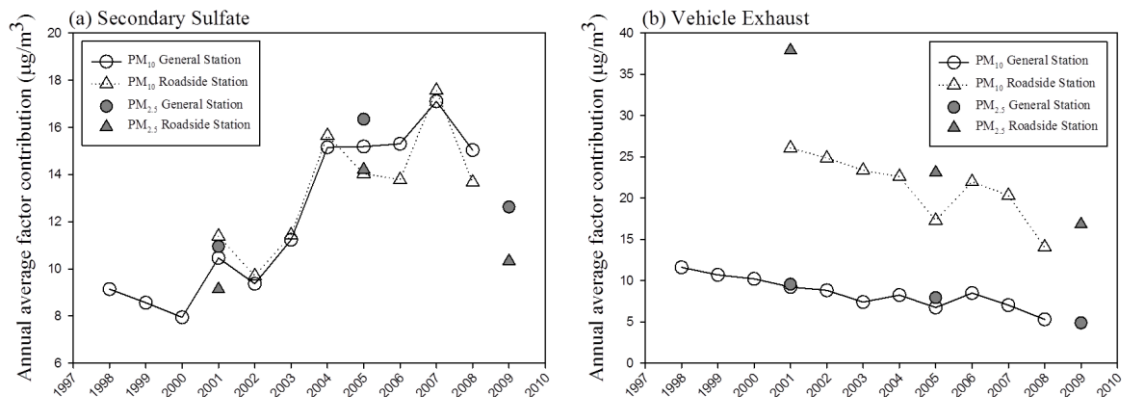 (a) Secondary Sulfate
Annual average factor contribution (µg/m³)
20
18
16
14
12
10
8
6
PM₁₀ General Station
PM₁₀ Roadside Station
PM₂.₅ General Station
PM₂.₅ Roadside Station
1997 1998 1999 2000 2001 2002 2003 2004 2005 2006 2007 2008 2009 2010
(b) Vehicle Exhaust
Annual average factor contribution (µg/m³)
40
35
30
25
20
15
10
5
0
PM₁₀ General Station
PM₁₀ Roadside Station
PM₂.₅ General Station
PM₂.₅ Roadside Station
1997 1998 1999 2000 2001 2002 2003 2004 2005 2006 2007 2008 2009 2010